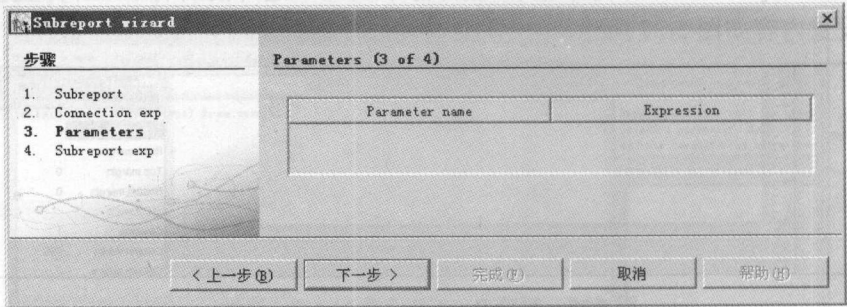 Subreport wizard
步骤
1. Subreport
2. Connection exp
3. Parameters
4. Subreport exp
Parameters (3 of 4)
Parameter name Expression
< 上一步(B) 下一步 > 完成(F) 取消 帮助(H)